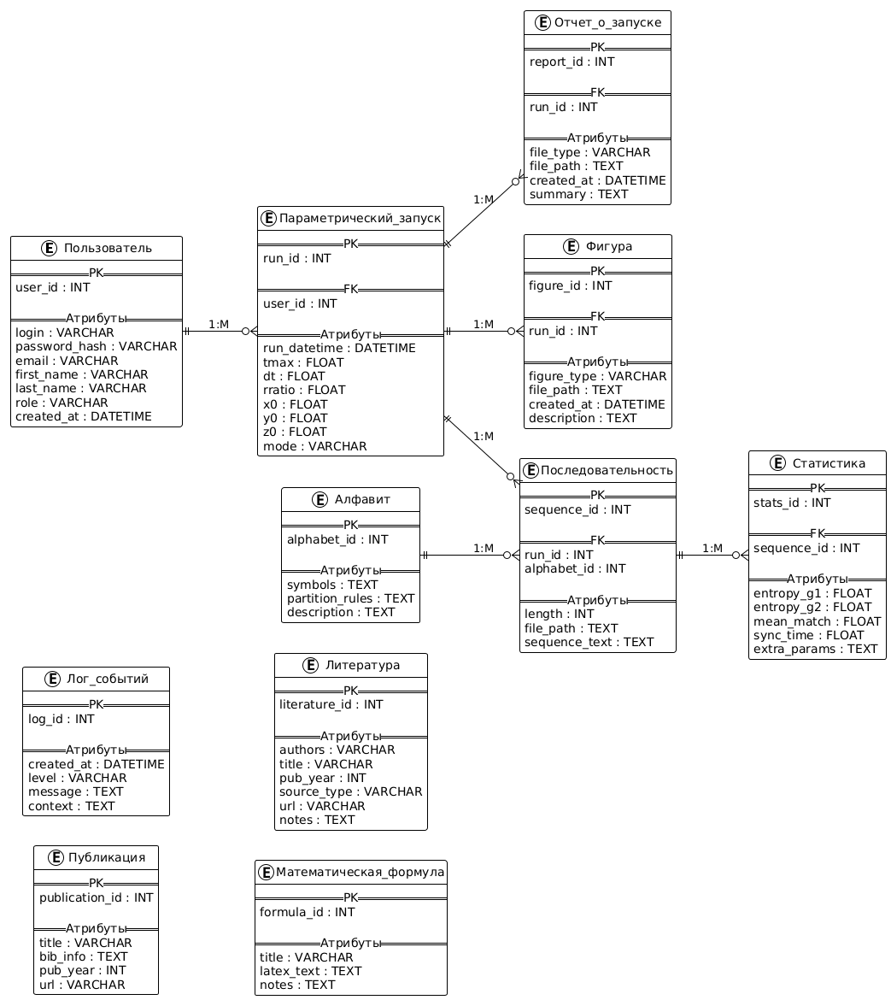 E Отчет_о_запуске
PK
report_id : INT
FK
run_id : INT
Атрибуты
file_type : VARCHAR
file_path : TEXT
created_at : DATETIME
summary : TEXT
1:M
E Параметрический_запуск
PK
run_id : INT
FK
user_id : INT
Атрибуты
run_datetime : DATETIME
tmax : FLOAT
dt : FLOAT
rratio : FLOAT
x0 : FLOAT
y0 : FLOAT
z0 : FLOAT
mode : VARCHAR
E Пользователь
PK
user_id : INT
Атрибуты
login : VARCHAR
password_hash : VARCHAR
email : VARCHAR
first_name : VARCHAR
last_name : VARCHAR
role : VARCHAR
created_at : DATETIME
1:M
1:M
E Фигура
PK
figure_id : INT
FK
run_id : INT
Атрибуты
figure_type : VARCHAR
file_path : TEXT
created_at : DATETIME
description : TEXT
1:M
E Последовательность
PK
sequence_id : INT
FK
run_id : INT
alphabet_id : INT
Атрибуты
length : INT
file_path : TEXT
sequence_text : TEXT
1:M
E Статистика
PK
stats_id : INT
FK
sequence_id : INT
Атрибуты
entropy_g1 : FLOAT
entropy_g2 : FLOAT
mean_match : FLOAT
sync_time : FLOAT
extra_params : TEXT
E Алфавит
PK
alphabet_id : INT
Атрибуты
symbols : TEXT
partition_rules : TEXT
description : TEXT
1:M
E Лог_событий
PK
log_id : INT
Атрибуты
created_at : DATETIME
level : VARCHAR
message : TEXT
context : TEXT
E Литература
PK
literature_id : INT
Атрибуты
authors : VARCHAR
title : VARCHAR
pub_year : INT
source_type : VARCHAR
url : VARCHAR
notes : TEXT
E Публикация
PK
publication_id : INT
Атрибуты
title : VARCHAR
bib_info : TEXT
pub_year : INT
url : VARCHAR
E Математическая_формула
PK
formula_id : INT
Атрибуты
title : VARCHAR
latex_text : TEXT
notes : TEXT